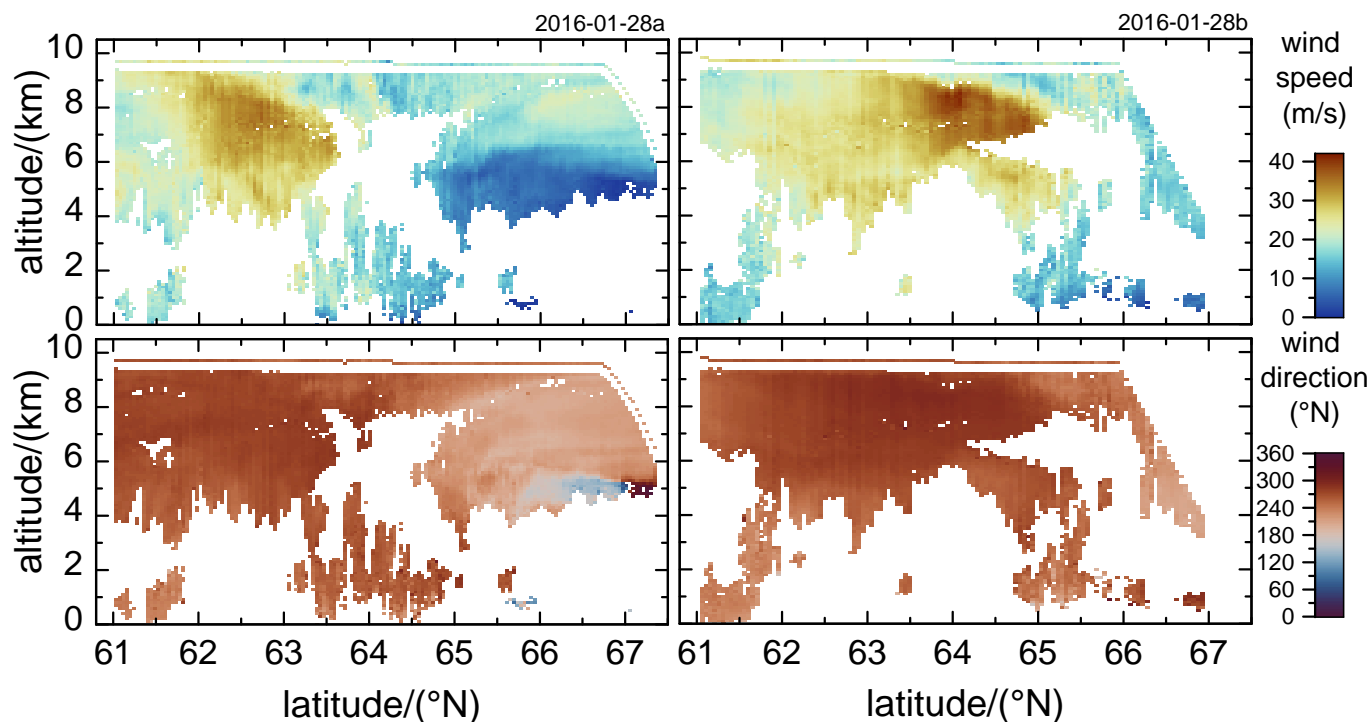 2016-01-28a
2016-01-28b
wind
speed
(m/s)
10
8
6
4
2
0
altitude/(km)
40
30
20
10
0
wind
direction
(°N)
10
8
6
4
2
0
altitude/(km)
360
300
240
180
120
60
0
61 62 63 64 65 66 67
61 62 63 64 65 66 67
latitude/(°N)
latitude/(°N)